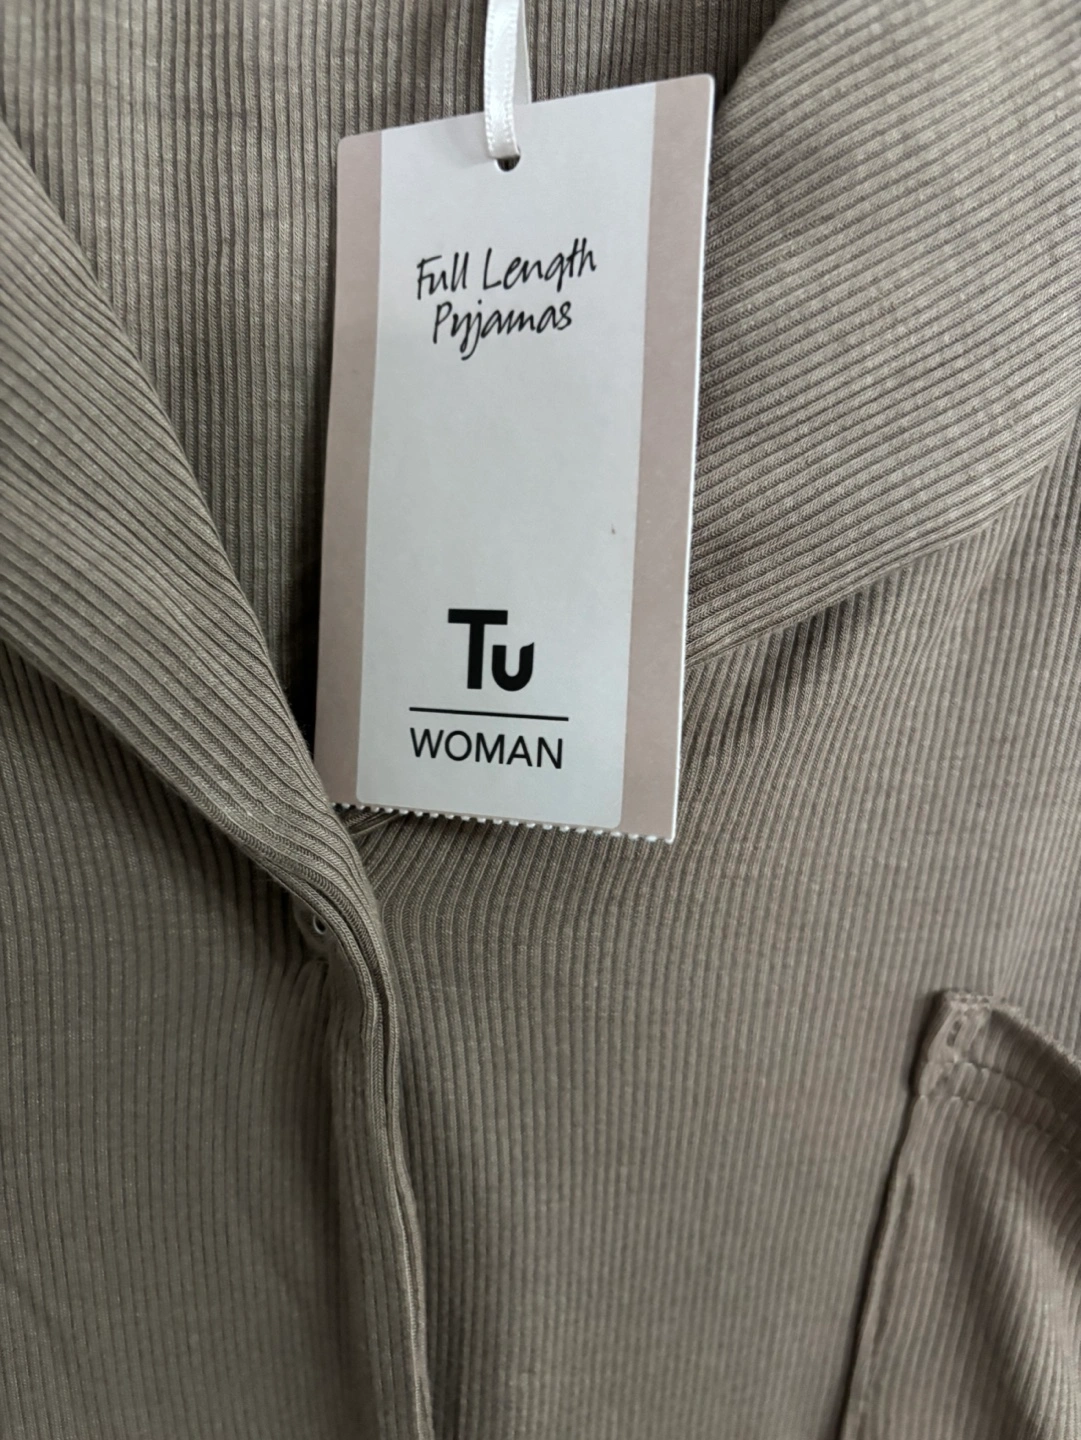 Full Length
Pyjamas
Tu
WOMAN